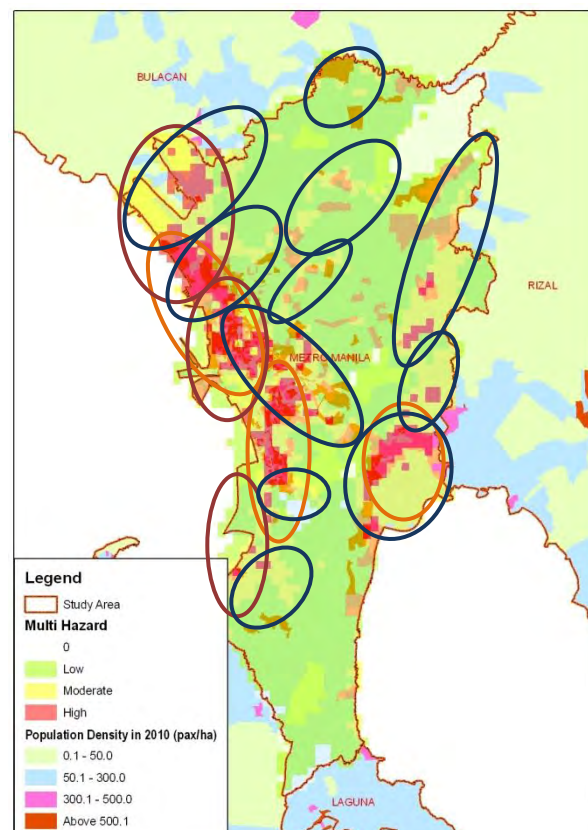 BULACAN
RIZAL
METRO MANILA
Legend
Study Area
Multi Hazard
0
Low
Moderate
High
Population Density in 2010 (pax/ha)
0.1 - 50.0
50.1 - 300.0
300.1 - 500.0
Above 500.1
LAGUNA